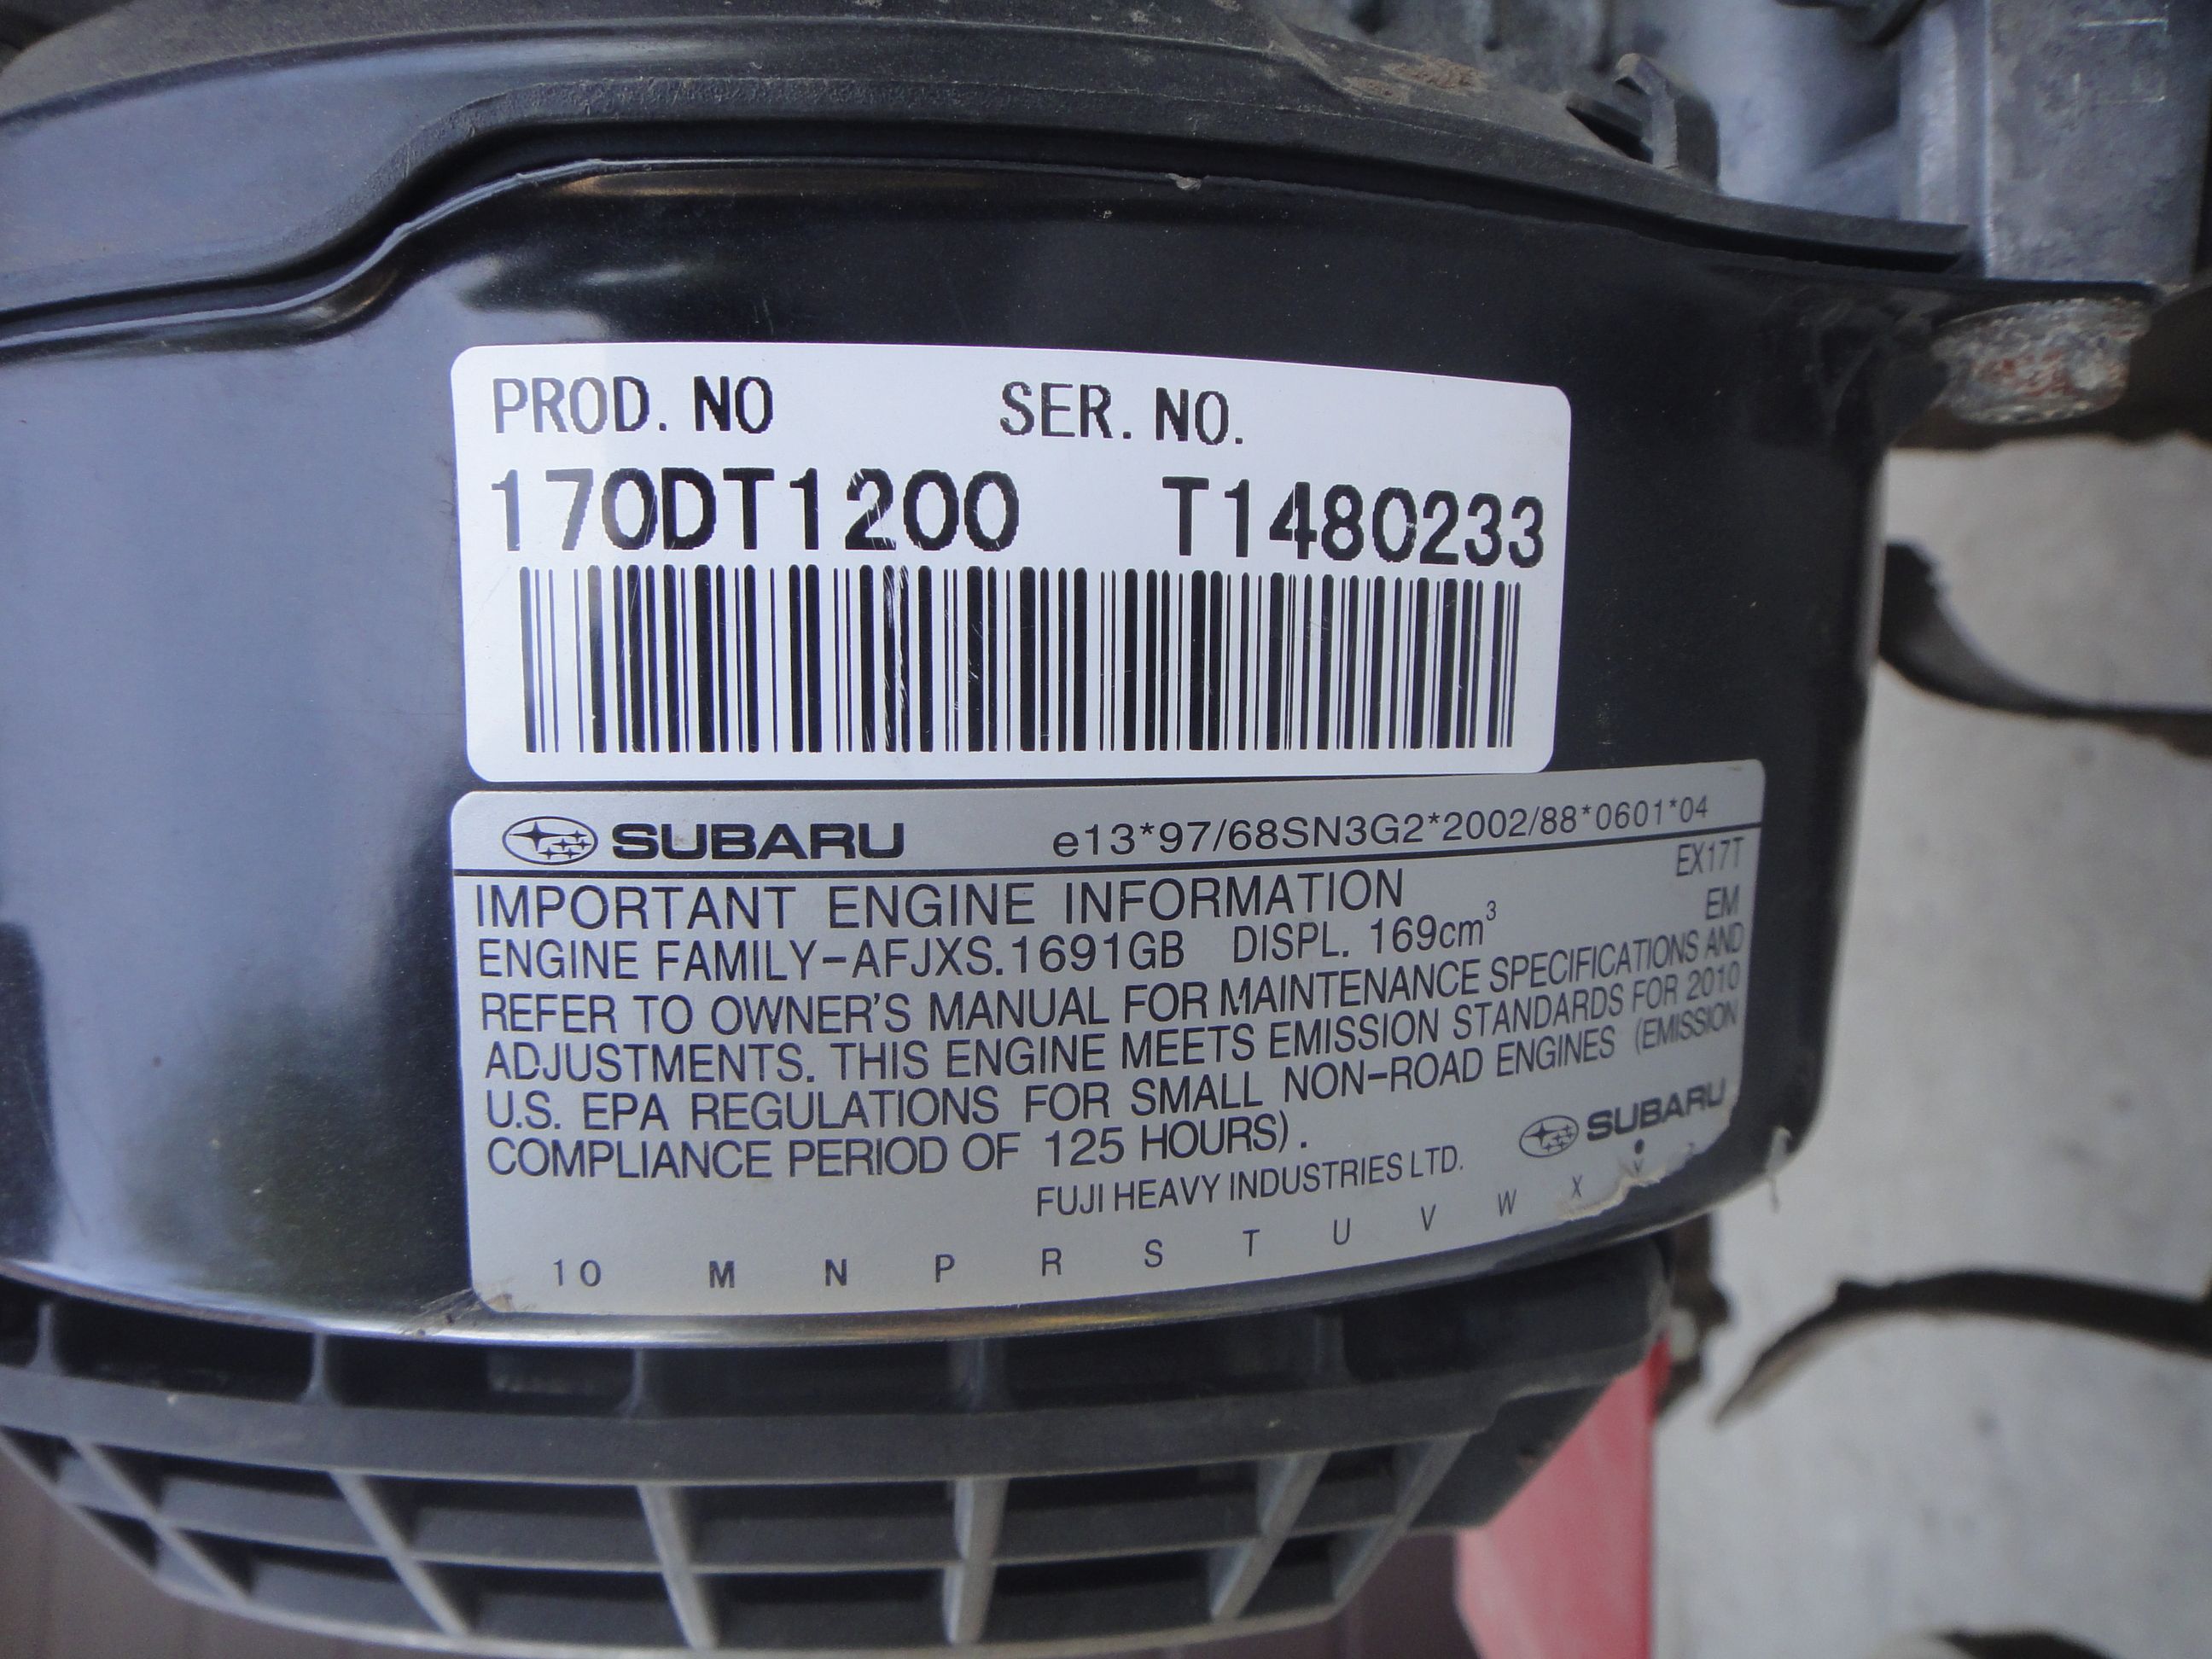 PROD. NO SER. NO.
170DT1200 T1480233
SUBARU e13*97/68SN3G2*2002/88*0601*04
IMPORTANT ENGINE INFORMATION EX17T
ENGINE FAMILY-AFJXS.1691GB DISPL. 169cm³ EM
REFER TO OWNER'S MANUAL FOR MAINTENANCE SPECIFICATIONS AND
ADJUSTMENTS. THIS ENGINE MEETS EMISSION STANDARDS FOR 2010
U.S. EPA REGULATIONS FOR SMALL NON-ROAD ENGINES (EMISSION
COMPLIANCE PERIOD OF 125 HOURS).
FUJI HEAVY INDUSTRIES LTD. SUBARU
10 M N P R S T U V W X